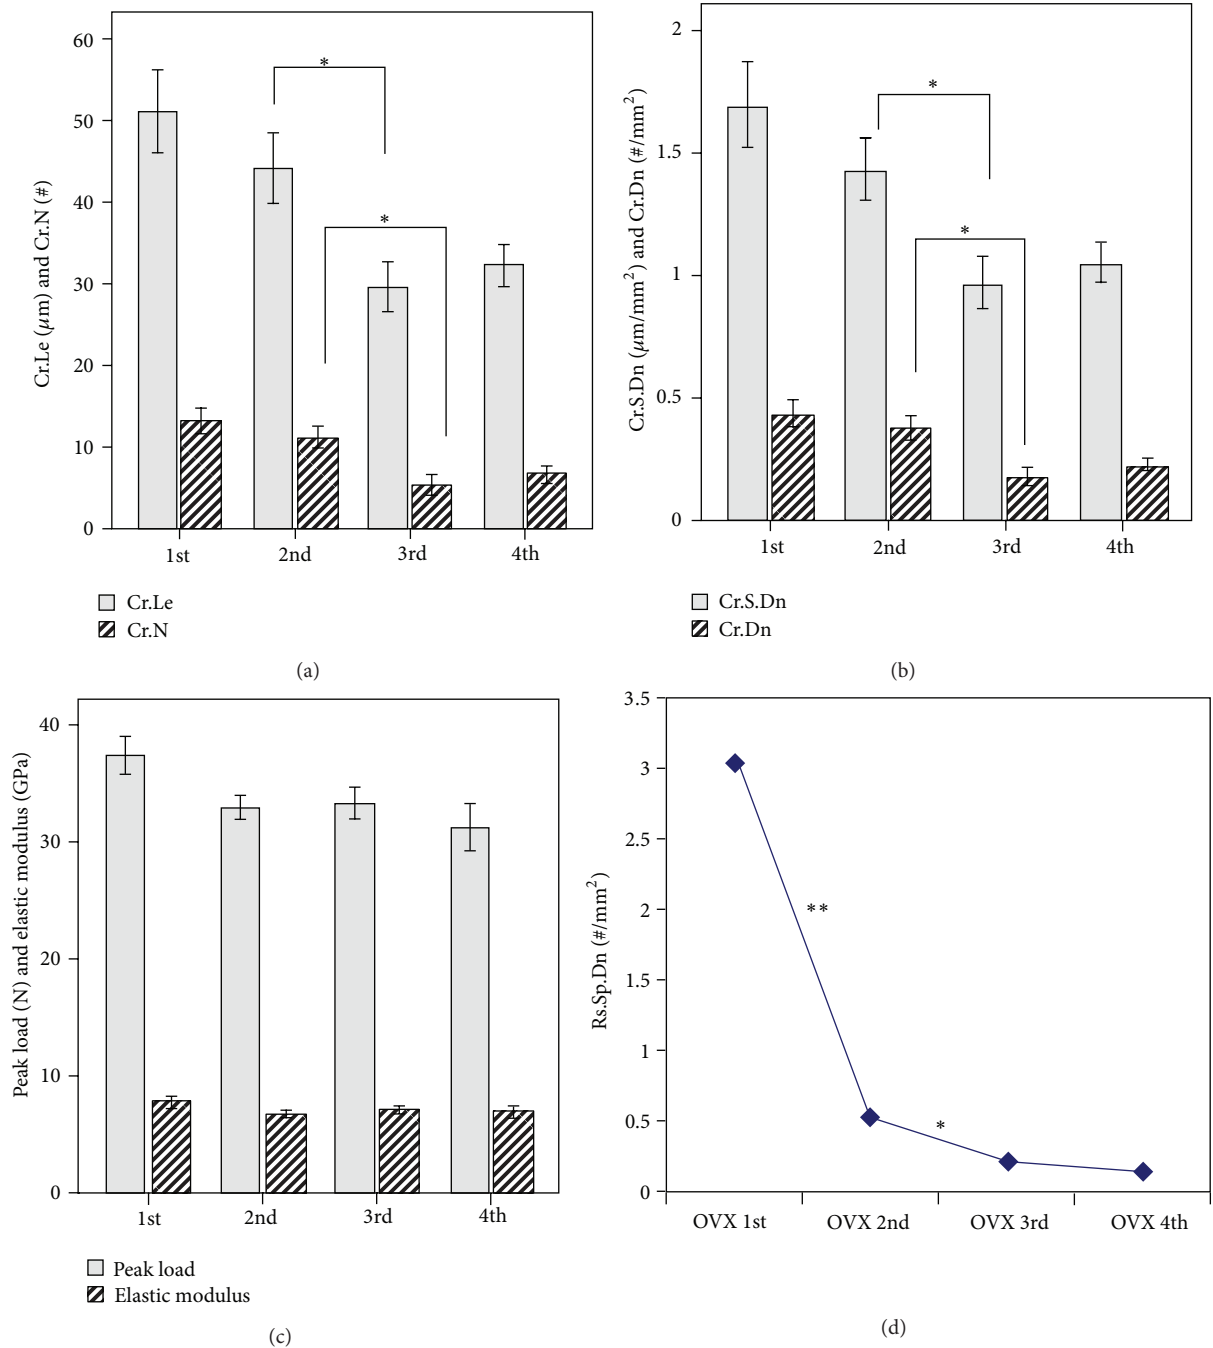 60
50
40
30
20
10
0
Cr.Le (μm) and Cr.N (#)
*
*
1st 2nd 3rd 4th
Cr.Le
Cr.N
(a)
2
1.5
1
0.5
0
Cr.S.Dn (μm/mm²) and Cr.Dn (#/mm²)
*
*
1st 2nd 3rd 4th
Cr.S.Dn
Cr.Dn
(b)
40
30
20
10
0
Peak load (N) and elastic modulus (GPa)
1st 2nd 3rd 4th
Peak load
Elastic modulus
(c)
3.5
3
2.5
2
1.5
1
0.5
0
Rs.Sp.Dn (#/mm²)
**
*
OVX 1st OVX 2nd OVX 3rd OVX 4th
(d)